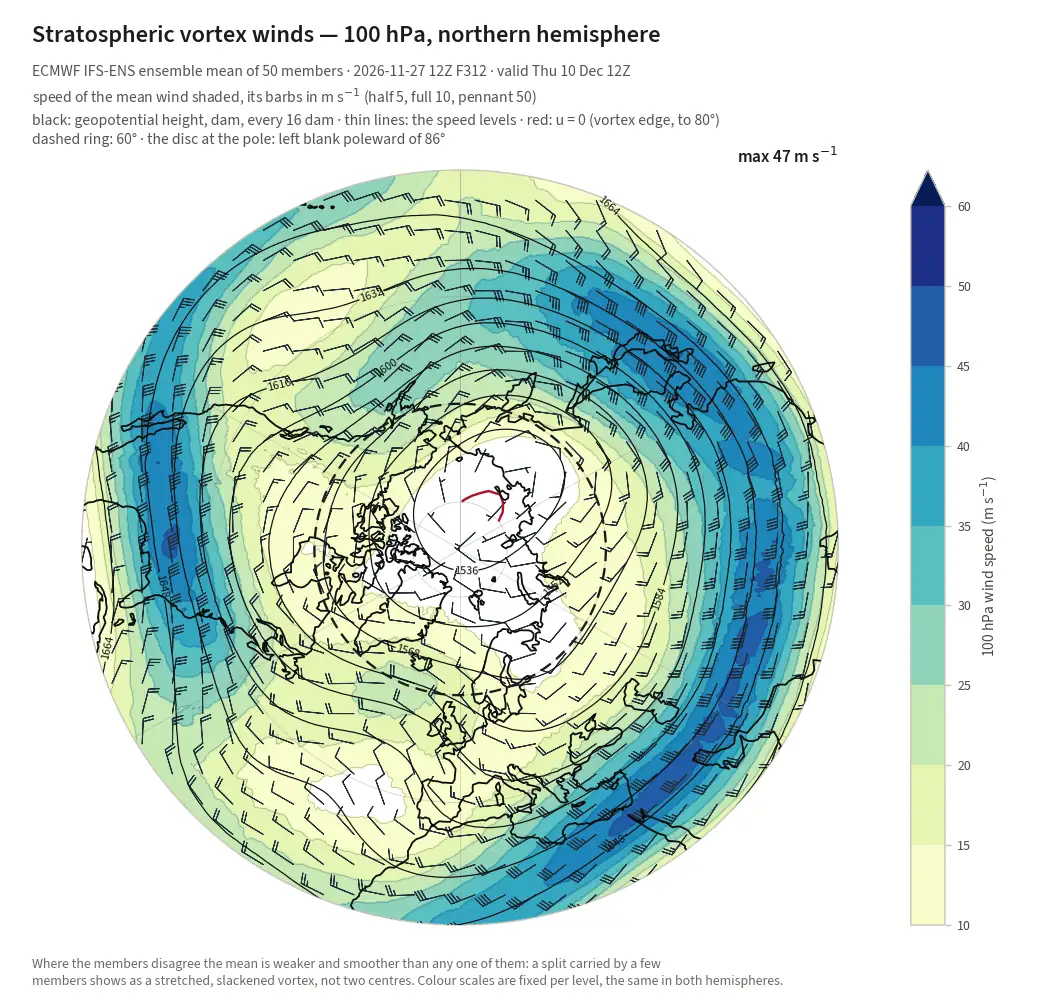 Stratospheric vortex winds — 100 hPa, northern hemisphere
ECMWF IFS-ENS ensemble mean of 50 members · 2026-11-27 12Z F312 · valid Thu 10 Dec 12Z
speed of the mean wind shaded, its barbs in m s⁻¹ (half 5, full 10, pennant 50)
black: geopotential height, dam, every 16 dam · thin lines: the speed levels · red: u = 0 (vortex edge, to 80°)
dashed ring: 60° · the disc at the pole: left blank poleward of 86°
max 47 m s⁻¹
1664
1632
1600
1616
1536
1584
1568
1664
60
50
45
40
35
30
25
20
15
10
100 hPa wind speed (m s⁻¹)
Where the members disagree the mean is weaker and smoother than any one of them: a split carried by a few
members shows as a stretched, slackened vortex, not two centres. Colour scales are fixed per level, the same in both hemispheres.